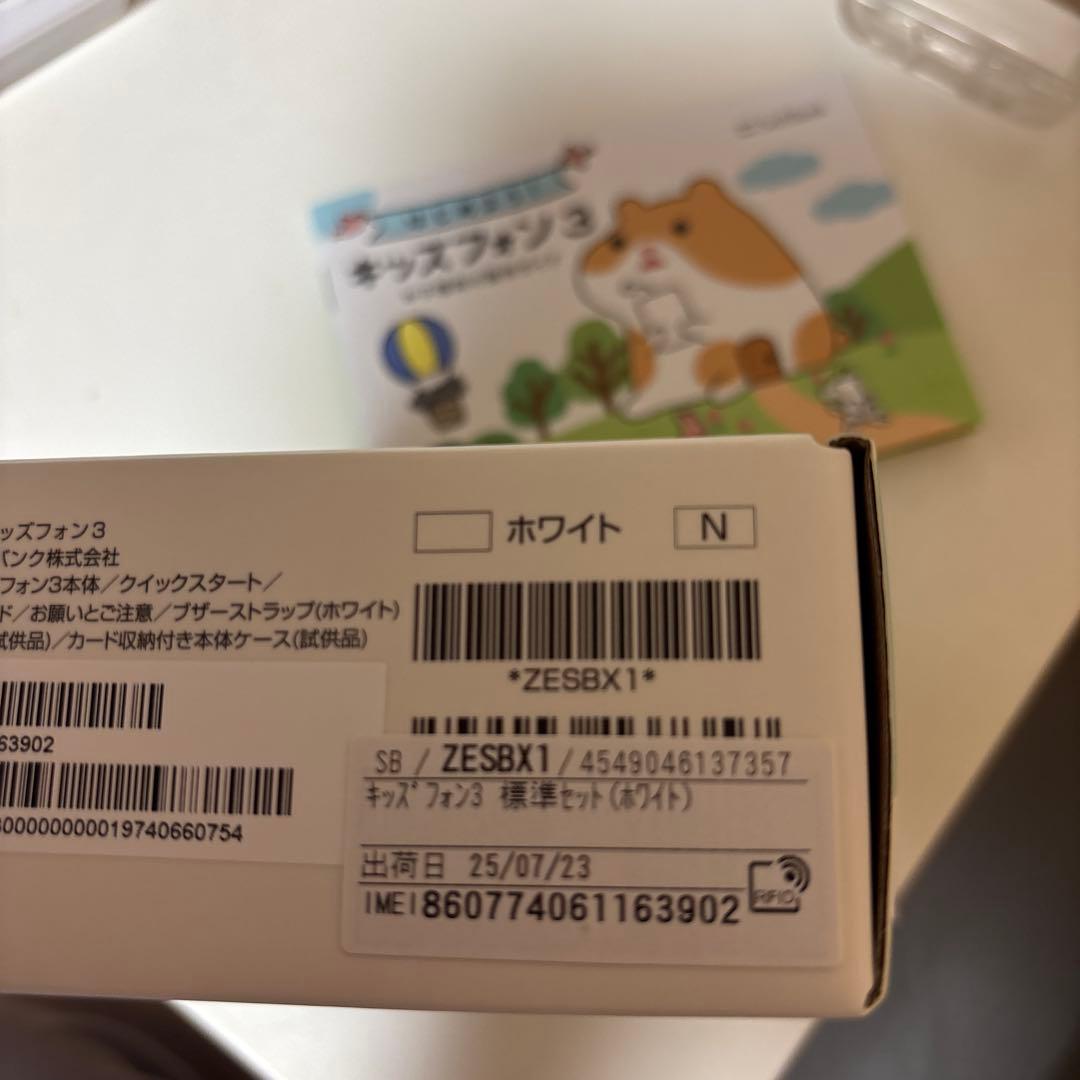 キッズフォン3
ッズフォン3
バンク株式会社
フォン3本体/クイックスタート/
ド/お願いとご注意/ブザーストラップ(ホワイト)
試供品)/カード収納付き本体ケース(試供品)
ホワイト N
*ZESBX1*
63902
000000000019740660754
SB / ZESBX1 / 4549046137357
キッズフォン3 標準セット(ホワイト)
出荷日 25/07/23
IMEI 860774061163902
RFID